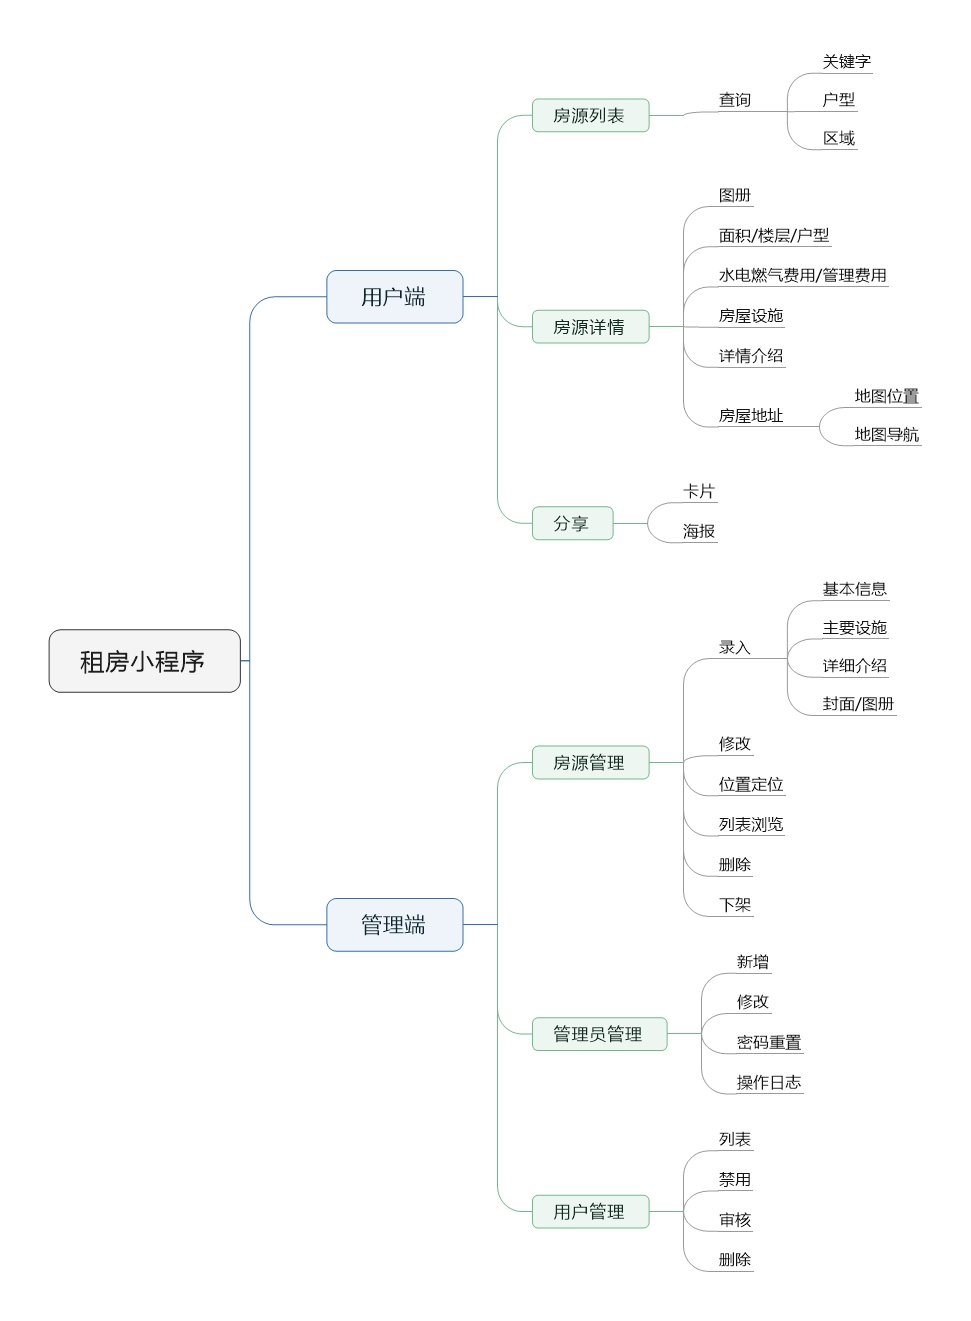 租房小程序
用户端
房源列表
查询
关键字
户型
区域
房源详情
图册
面积/楼层/户型
水电燃气费用/管理费用
房屋设施
详情介绍
房屋地址
地图位置
地图导航
分享
卡片
海报
管理端
房源管理
录入
基本信息
主要设施
详细介绍
封面/图册
修改
位置定位
列表浏览
删除
下架
管理员管理
新增
修改
密码重置
操作日志
用户管理
列表
禁用
审核
删除